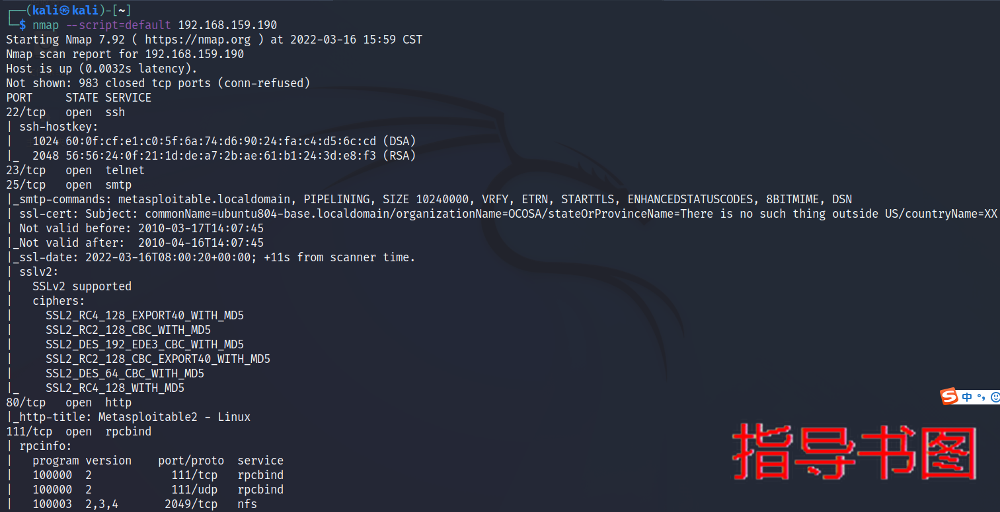 ┌──(kali㉿kali)-[~]
└─$ nmap --script=default 192.168.159.190
Starting Nmap 7.92 ( https://nmap.org ) at 2022-03-16 15:59 CST
Nmap scan report for 192.168.159.190
Host is up (0.0032s latency).
Not shown: 983 closed tcp ports (conn-refused)
PORT     STATE SERVICE
22/tcp   open  ssh
| ssh-hostkey:
|   1024 60:0f:cf:e1:c0:5f:6a:74:d6:90:24:fa:c4:d5:6c:cd (DSA)
|_  2048 56:56:24:0f:21:1d:de:a7:2b:ae:61:b1:24:3d:e8:f3 (RSA)
23/tcp   open  telnet
25/tcp   open  smtp
|_smtp-commands: metasploitable.localdomain, PIPELINING, SIZE 10240000, VRFY, ETRN, STARTTLS, ENHANCEDSTATUSCODES, 8BITMIME, DSN
| ssl-cert: Subject: commonName=ubuntu804-base.localdomain/organizationName=OCOSA/stateOrProvinceName=There is no such thing outside US/countryName=XX
| Not valid before: 2010-03-17T14:07:45
|_Not valid after:  2010-04-16T14:07:45
|_ssl-date: 2022-03-16T08:00:20+00:00; +11s from scanner time.
| sslv2:
|   SSLv2 supported
|   ciphers:
|     SSL2_RC4_128_EXPORT40_WITH_MD5
|     SSL2_RC2_128_CBC_WITH_MD5
|     SSL2_DES_192_EDE3_CBC_WITH_MD5
|     SSL2_RC2_128_CBC_EXPORT40_WITH_MD5
|     SSL2_DES_64_CBC_WITH_MD5
|_    SSL2_RC4_128_WITH_MD5
80/tcp   open  http
|_http-title: Metasploitable2 - Linux
111/tcp  open  rpcbind
| rpcinfo:
|   program version    port/proto  service
|   100000  2            111/tcp   rpcbind
|   100000  2            111/udp   rpcbind
|   100003  2,3,4       2049/tcp   nfs
中
指导书图